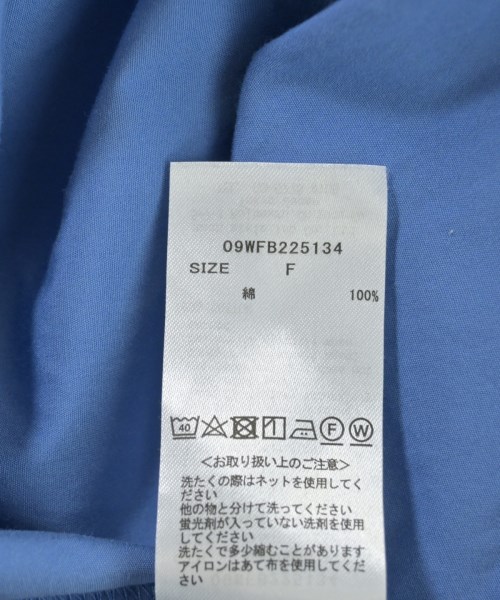 09WFB225134
SIZE F
綿 100%
40 F W
<お取り扱い上のご注意>
洗たくの際はネットを使用してく
ださい
他の物と分けて洗ってください
蛍光剤が入っていない洗剤を使用
してください
洗たくで多少縮むことがあります
アイロンはあて布を使用してくだ
さい